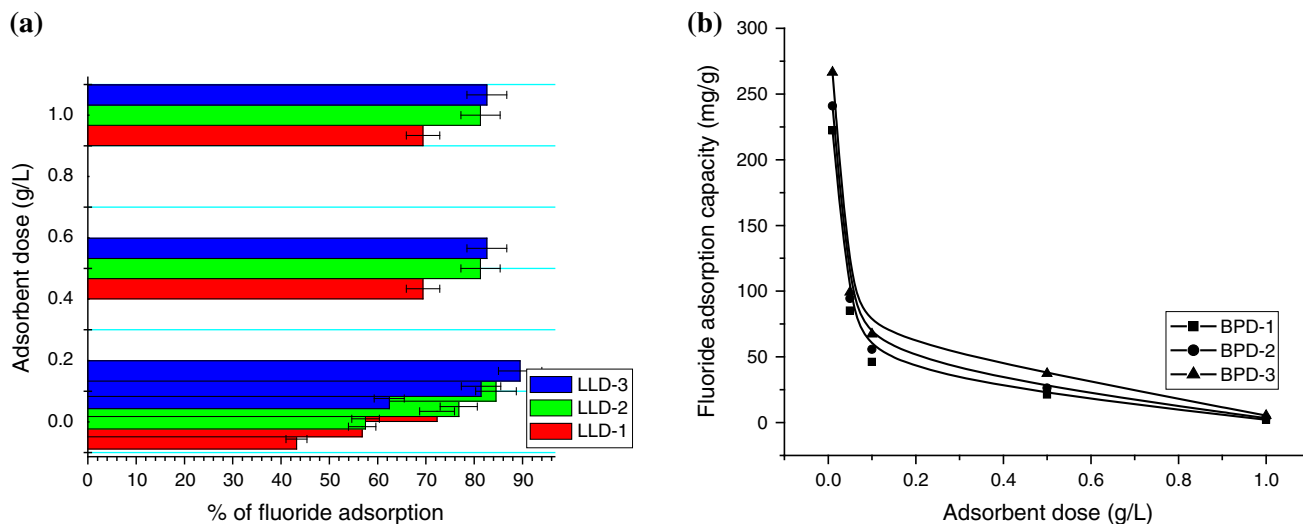 (a)
Adsorbent dose (g/L)
1.0
0.8
0.6
0.4
0.2
0.0
0 10 20 30 40 50 60 70 80 90
% of fluoride adsorption
LLD-3
LLD-2
LLD-1
(b)
Fluoride adsorption capacity (mg/g)
300
250
200
150
100
50
0
0.0 0.2 0.4 0.6 0.8 1.0
Adsorbent dose (g/L)
BPD-1
BPD-2
BPD-3